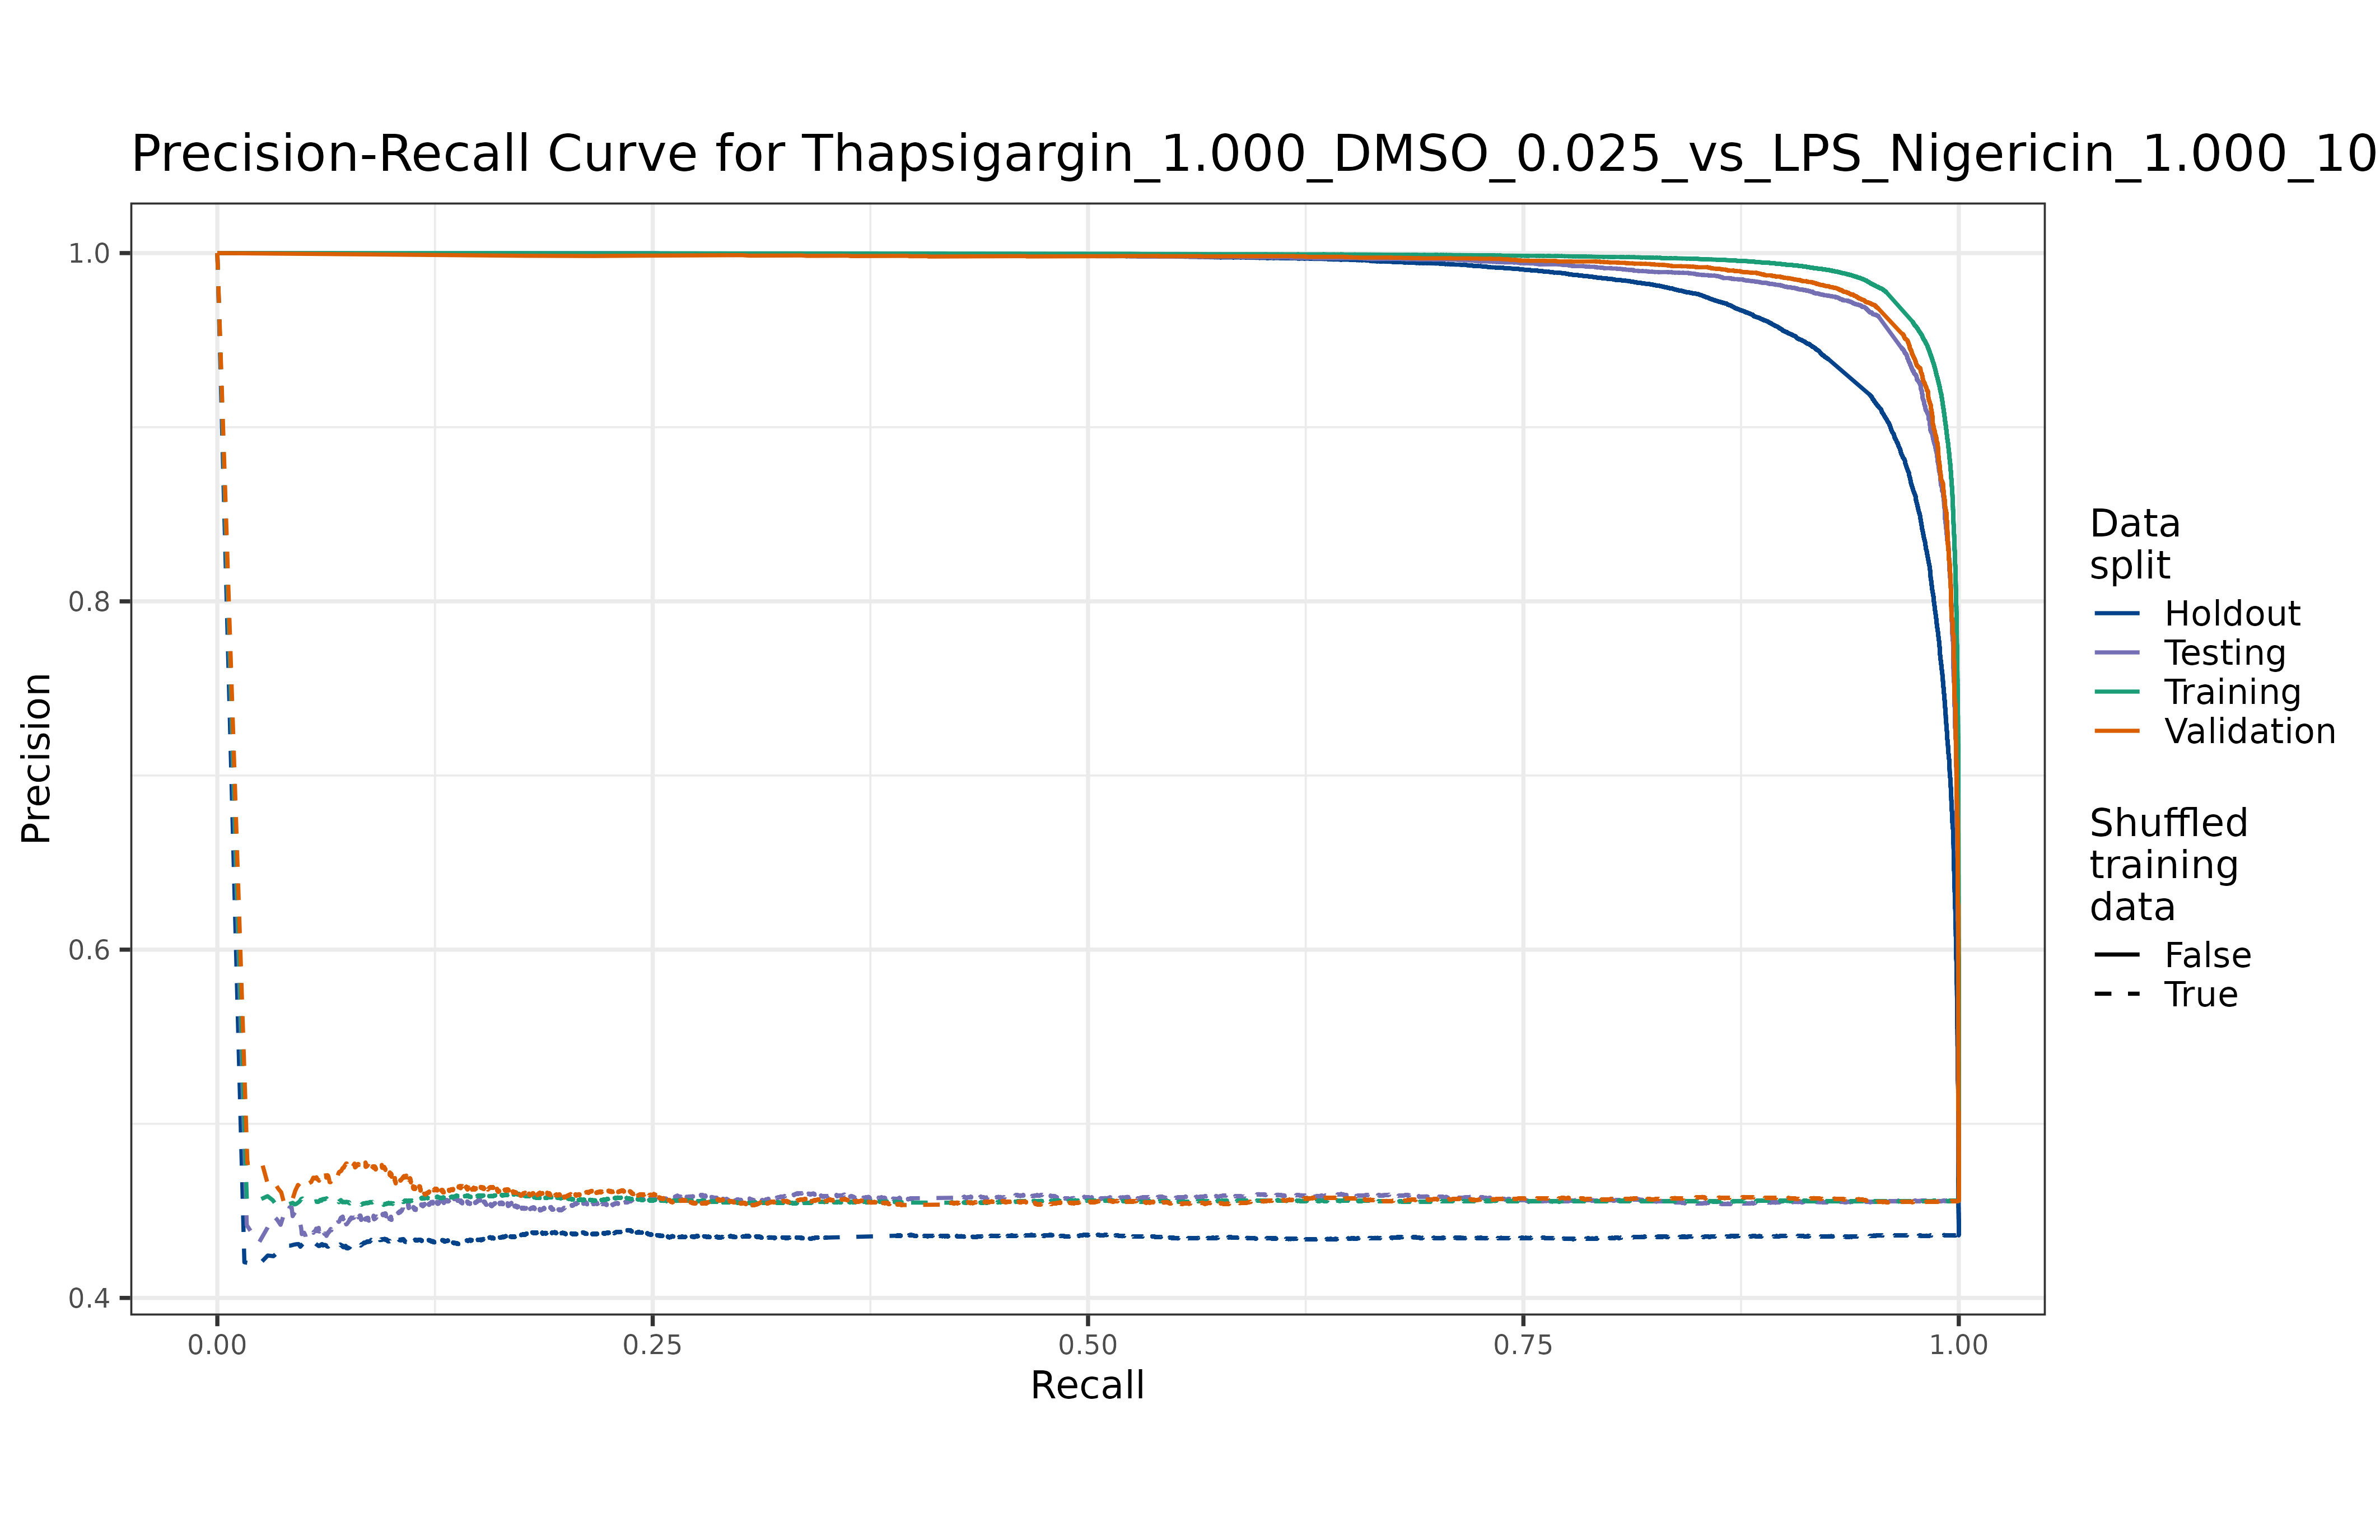 Precision-Recall Curve for Thapsigargin_1.000_DMSO_0.025_vs_LPS_Nigericin_1.000_10
1.0
0.8
0.6
0.4
Precision
0.00 0.25 0.50 0.75 1.00
Recall
Data
split
Holdout
Testing
Training
Validation
Shuffled
training
data
False
True